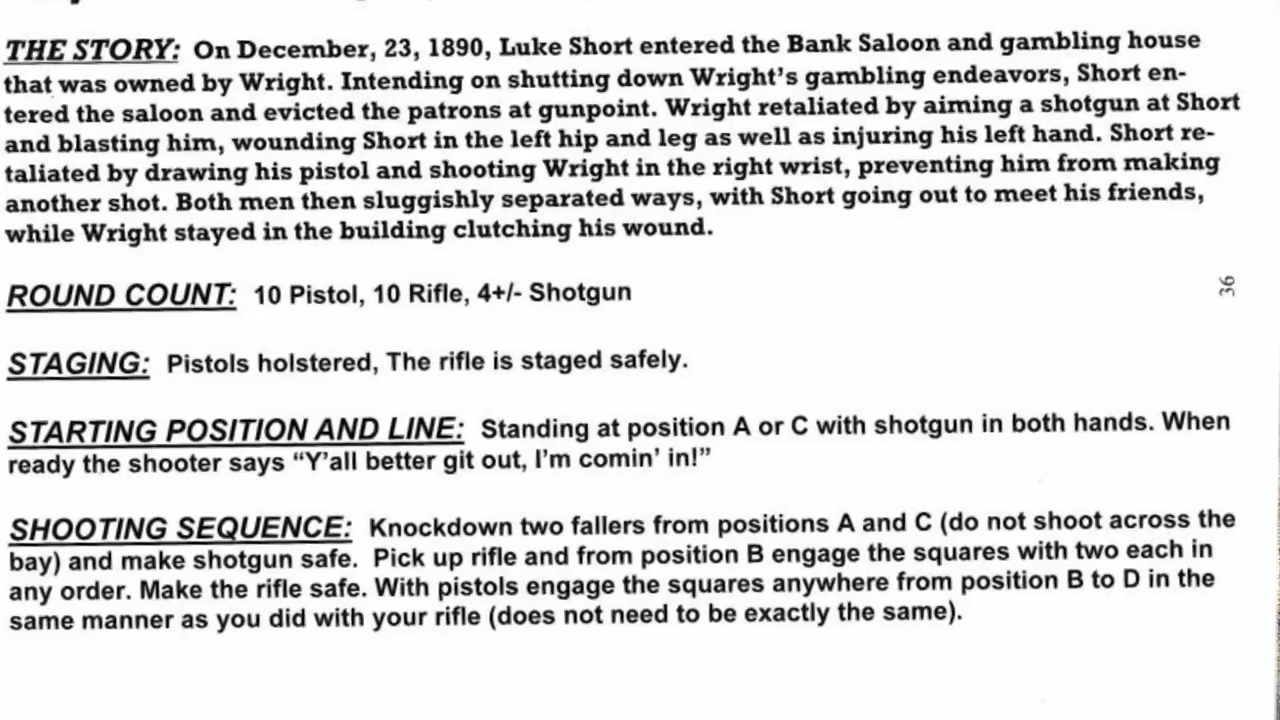 THE STORY: On December, 23, 1890, Luke Short entered the Bank Saloon and gambling house
that was owned by Wright. Intending on shutting down Wright's gambling endeavors, Short en-
tered the saloon and evicted the patrons at gunpoint. Wright retaliated by aiming a shotgun at Short
and blasting him, wounding Short in the left hip and leg as well as injuring his left hand. Short re-
taliated by drawing his pistol and shooting Wright in the right wrist, preventing him from making
another shot. Both men then sluggishly separated ways, with Short going out to meet his friends,
while Wright stayed in the building clutching his wound.
ROUND COUNT: 10 Pistol, 10 Rifle, 4+/- Shotgun
36
STAGING: Pistols holstered, The rifle is staged safely.
STARTING POSITION AND LINE: Standing at position A or C with shotgun in both hands. When
ready the shooter says “Y'all better git out, I'm comin' in!”
SHOOTING SEQUENCE: Knockdown two fallers from positions A and C (do not shoot across the
bay) and make shotgun safe. Pick up rifle and from position B engage the squares with two each in
any order. Make the rifle safe. With pistols engage the squares anywhere from position B to D in the
same manner as you did with your rifle (does not need to be exactly the same).